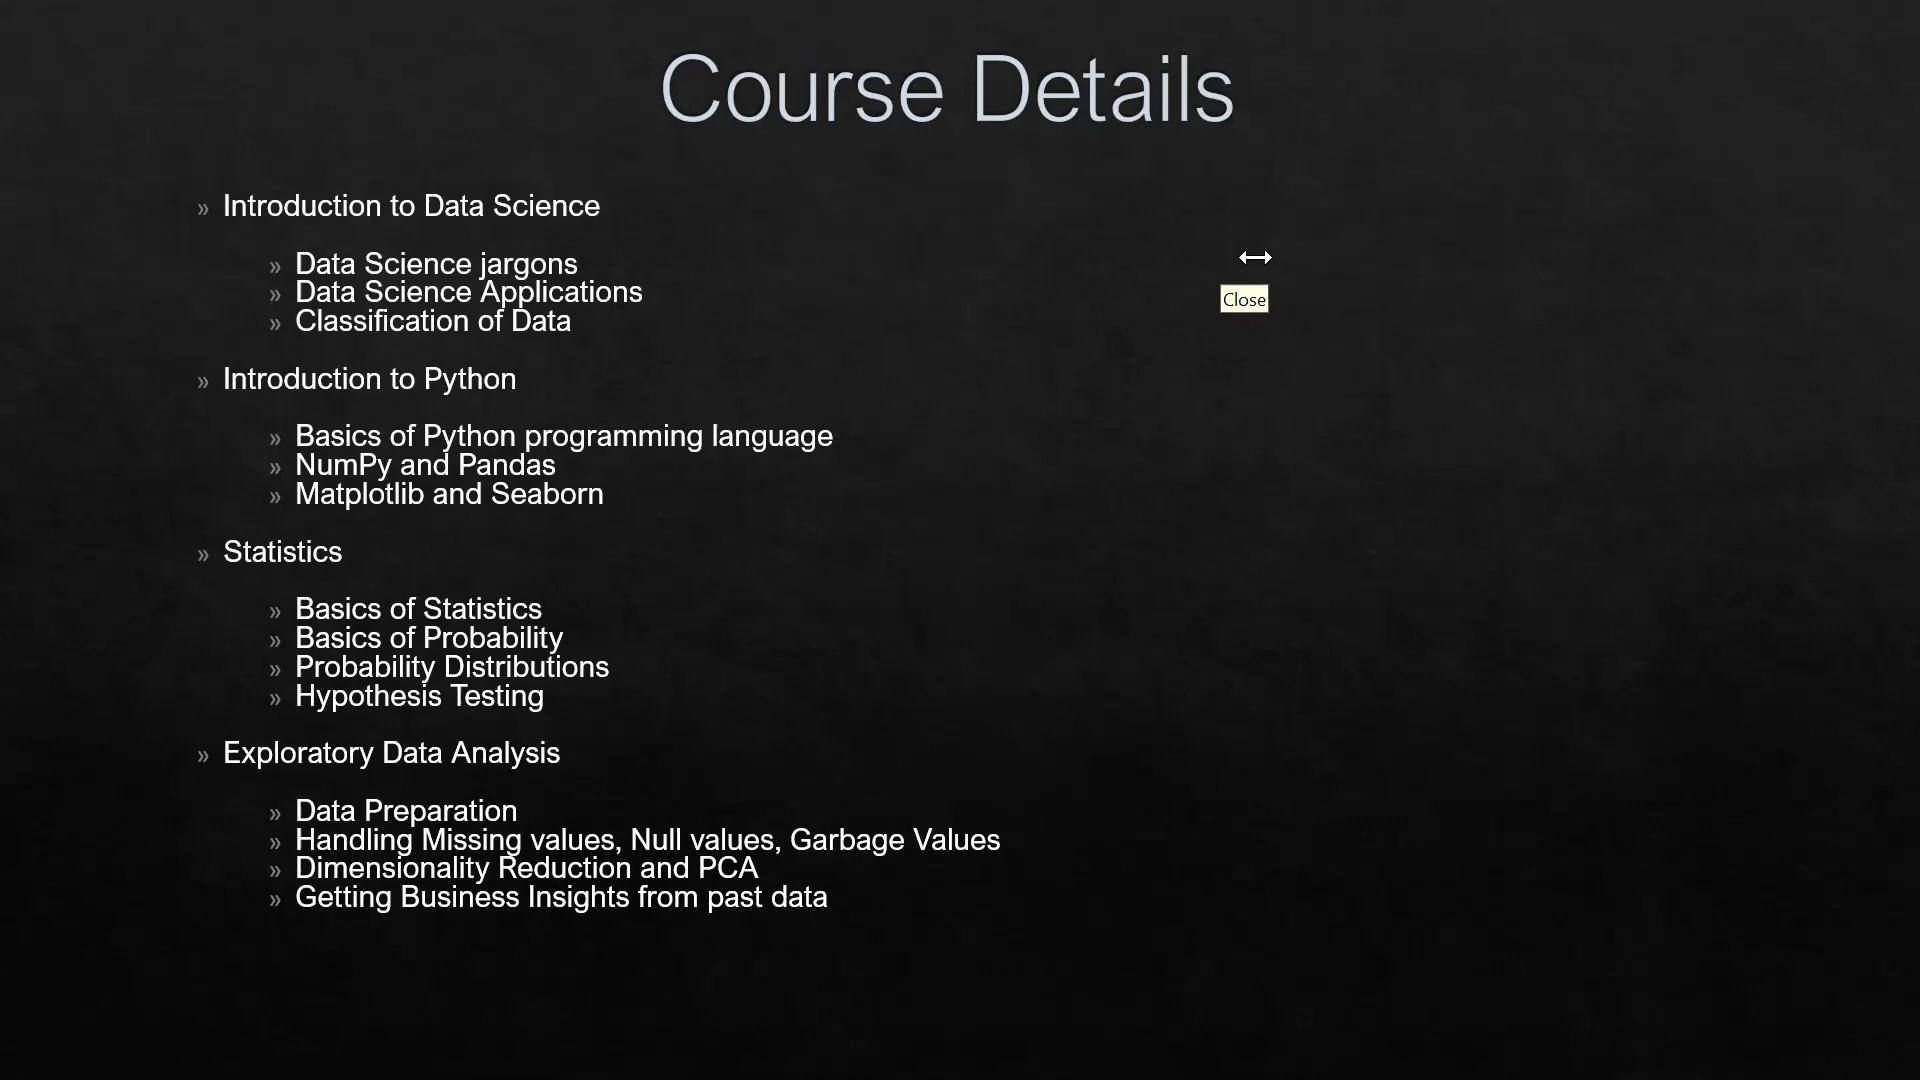 Course Details
» Introduction to Data Science
» Data Science jargons
» Data Science Applications
» Classification of Data
» Introduction to Python
» Basics of Python programming language
» NumPy and Pandas
» Matplotlib and Seaborn
» Statistics
» Basics of Statistics
» Basics of Probability
» Probability Distributions
» Hypothesis Testing
» Exploratory Data Analysis
» Data Preparation
» Handling Missing values, Null values, Garbage Values
» Dimensionality Reduction and PCA
» Getting Business Insights from past data
Close